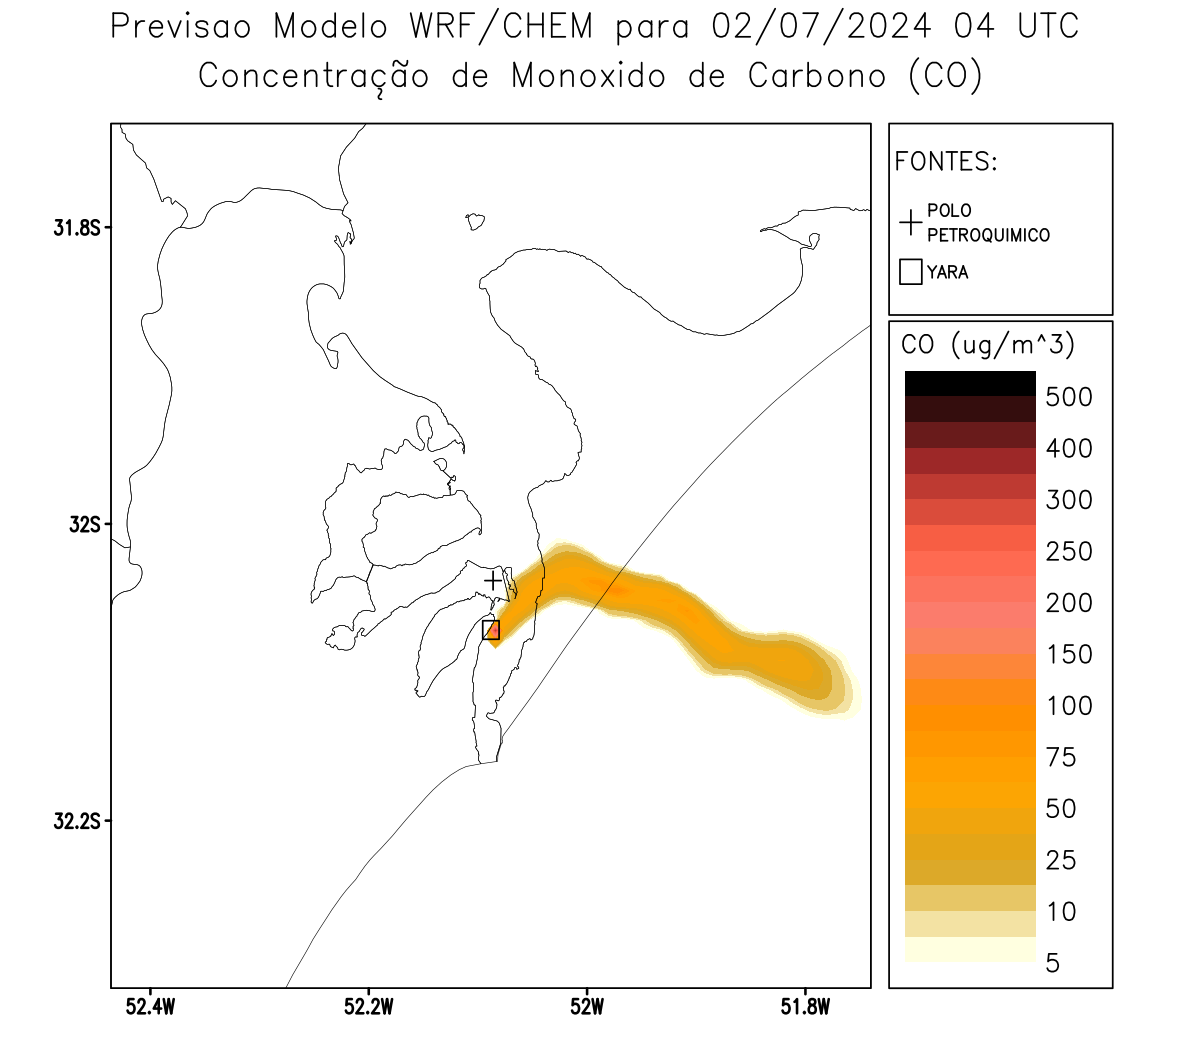 Previsao Modelo WRF/CHEM para 02/07/2024 04 UTC
Concentração de Monoxido de Carbono (CO)
FONTES:
POLO
PETROQUIMICO
YARA
CO (ug/m^3)
500
400
300
250
200
150
100
75
50
25
10
5
31.8S
32S
32.2S
52.4W
52.2W
52W
51.8W